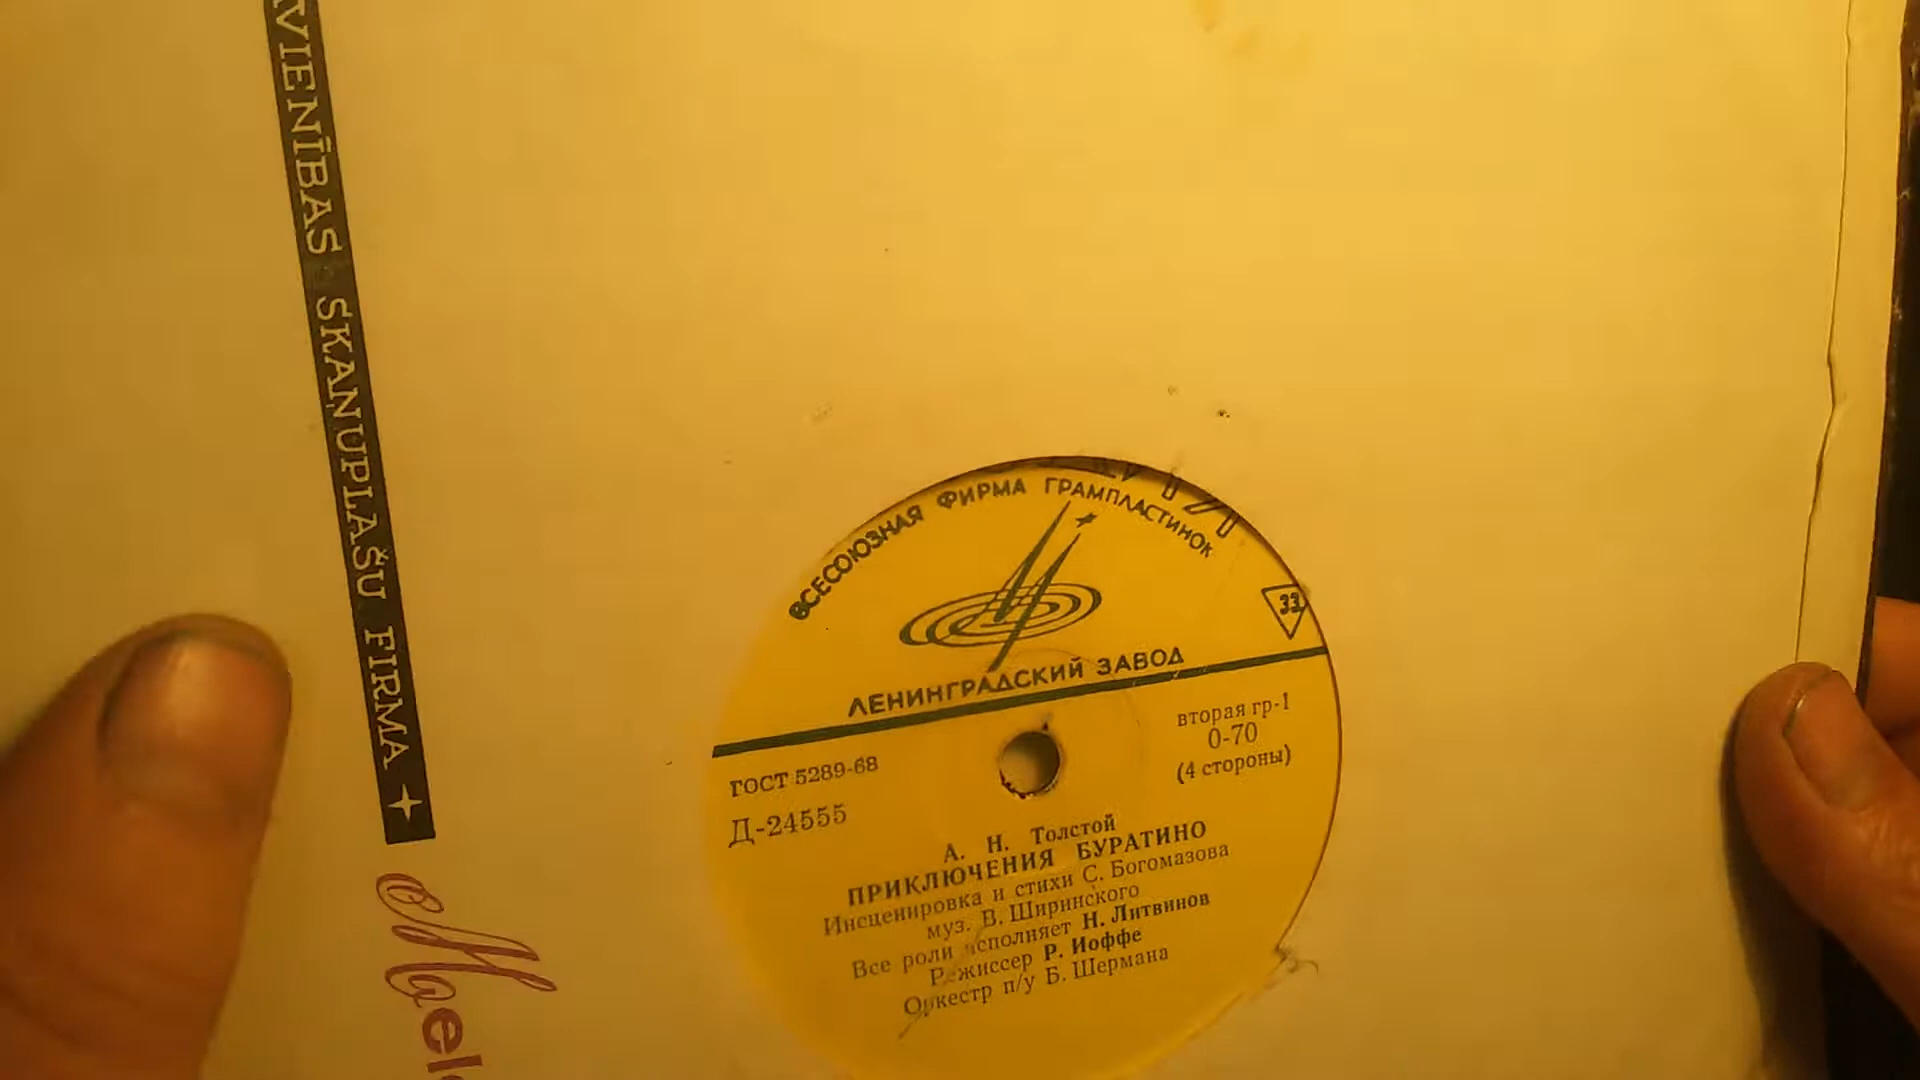 VIENĪBAS SKAŅUPLAŠU FIRMA
ВСЕСОЮЗНАЯ ФИРМА ГРАМПЛАСТИНОК
33
ЛЕНИНГРАДСКИЙ ЗАВОД
ГОСТ 5289-68
Д-24555
вторая гр-1
0-70
(4 стороны)
А. Н. Толстой
ПРИКЛЮЧЕНИЯ БУРАТИНО
Инсценировка и стихи С. Богомазова
муз. В. Ширинского
Все роли исполняет Н. Литвинов
Режиссер Р. Иоффе
Оркестр п/у Б. Шермана